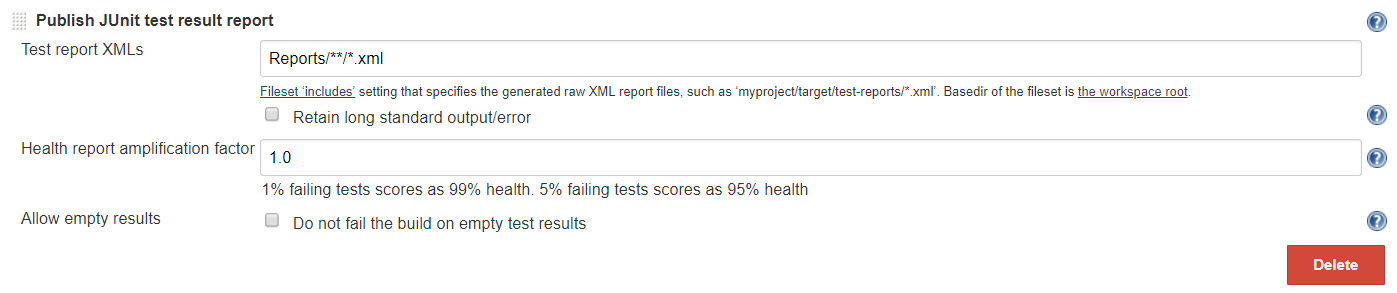 Publish JUnit test result report
Test report XMLs
Reports/**/*.xml
Fileset ‘includes’ setting that specifies the generated raw XML report files, such as ‘myproject/target/test-reports/*.xml’. Basedir of the fileset is the workspace root.
Retain long standard output/error
Health report amplification factor
1.0
1% failing tests scores as 99% health. 5% failing tests scores as 95% health
Allow empty results
Do not fail the build on empty test results
Delete